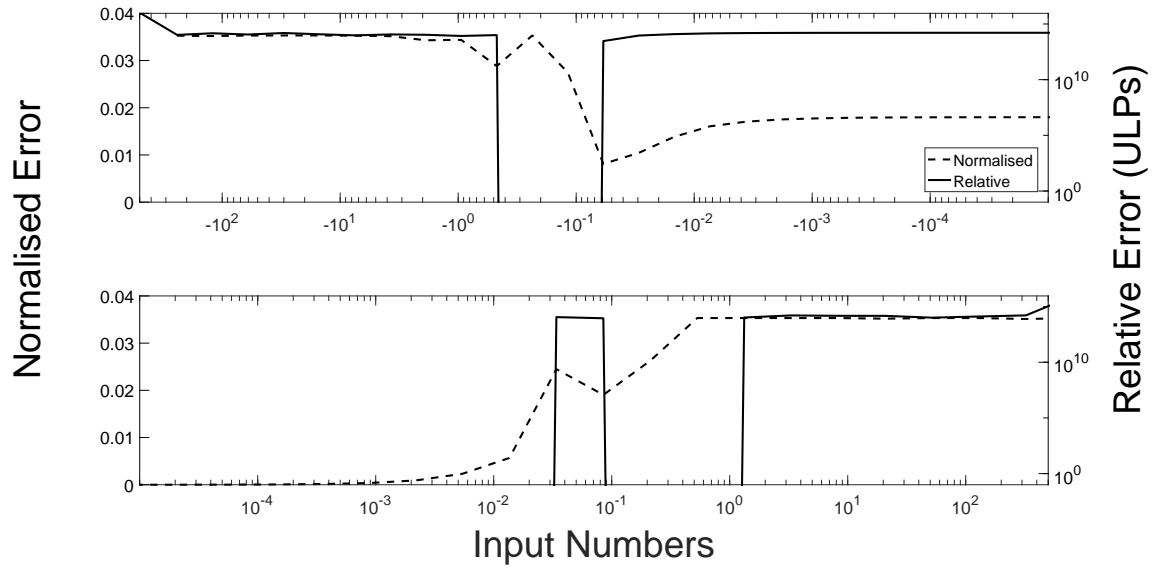 0.04
0.03
0.02
0.01
0
10^10
10^0
Normalised
Relative
-10^2 -10^1 -10^0 -10^-1 -10^-2 -10^-3 -10^-4
Normalised Error
Relative Error (ULPs)
0.04
0.03
0.02
0.01
0
10^10
10^0
10^-4 10^-3 10^-2 10^-1 10^0 10^1 10^2
Input Numbers